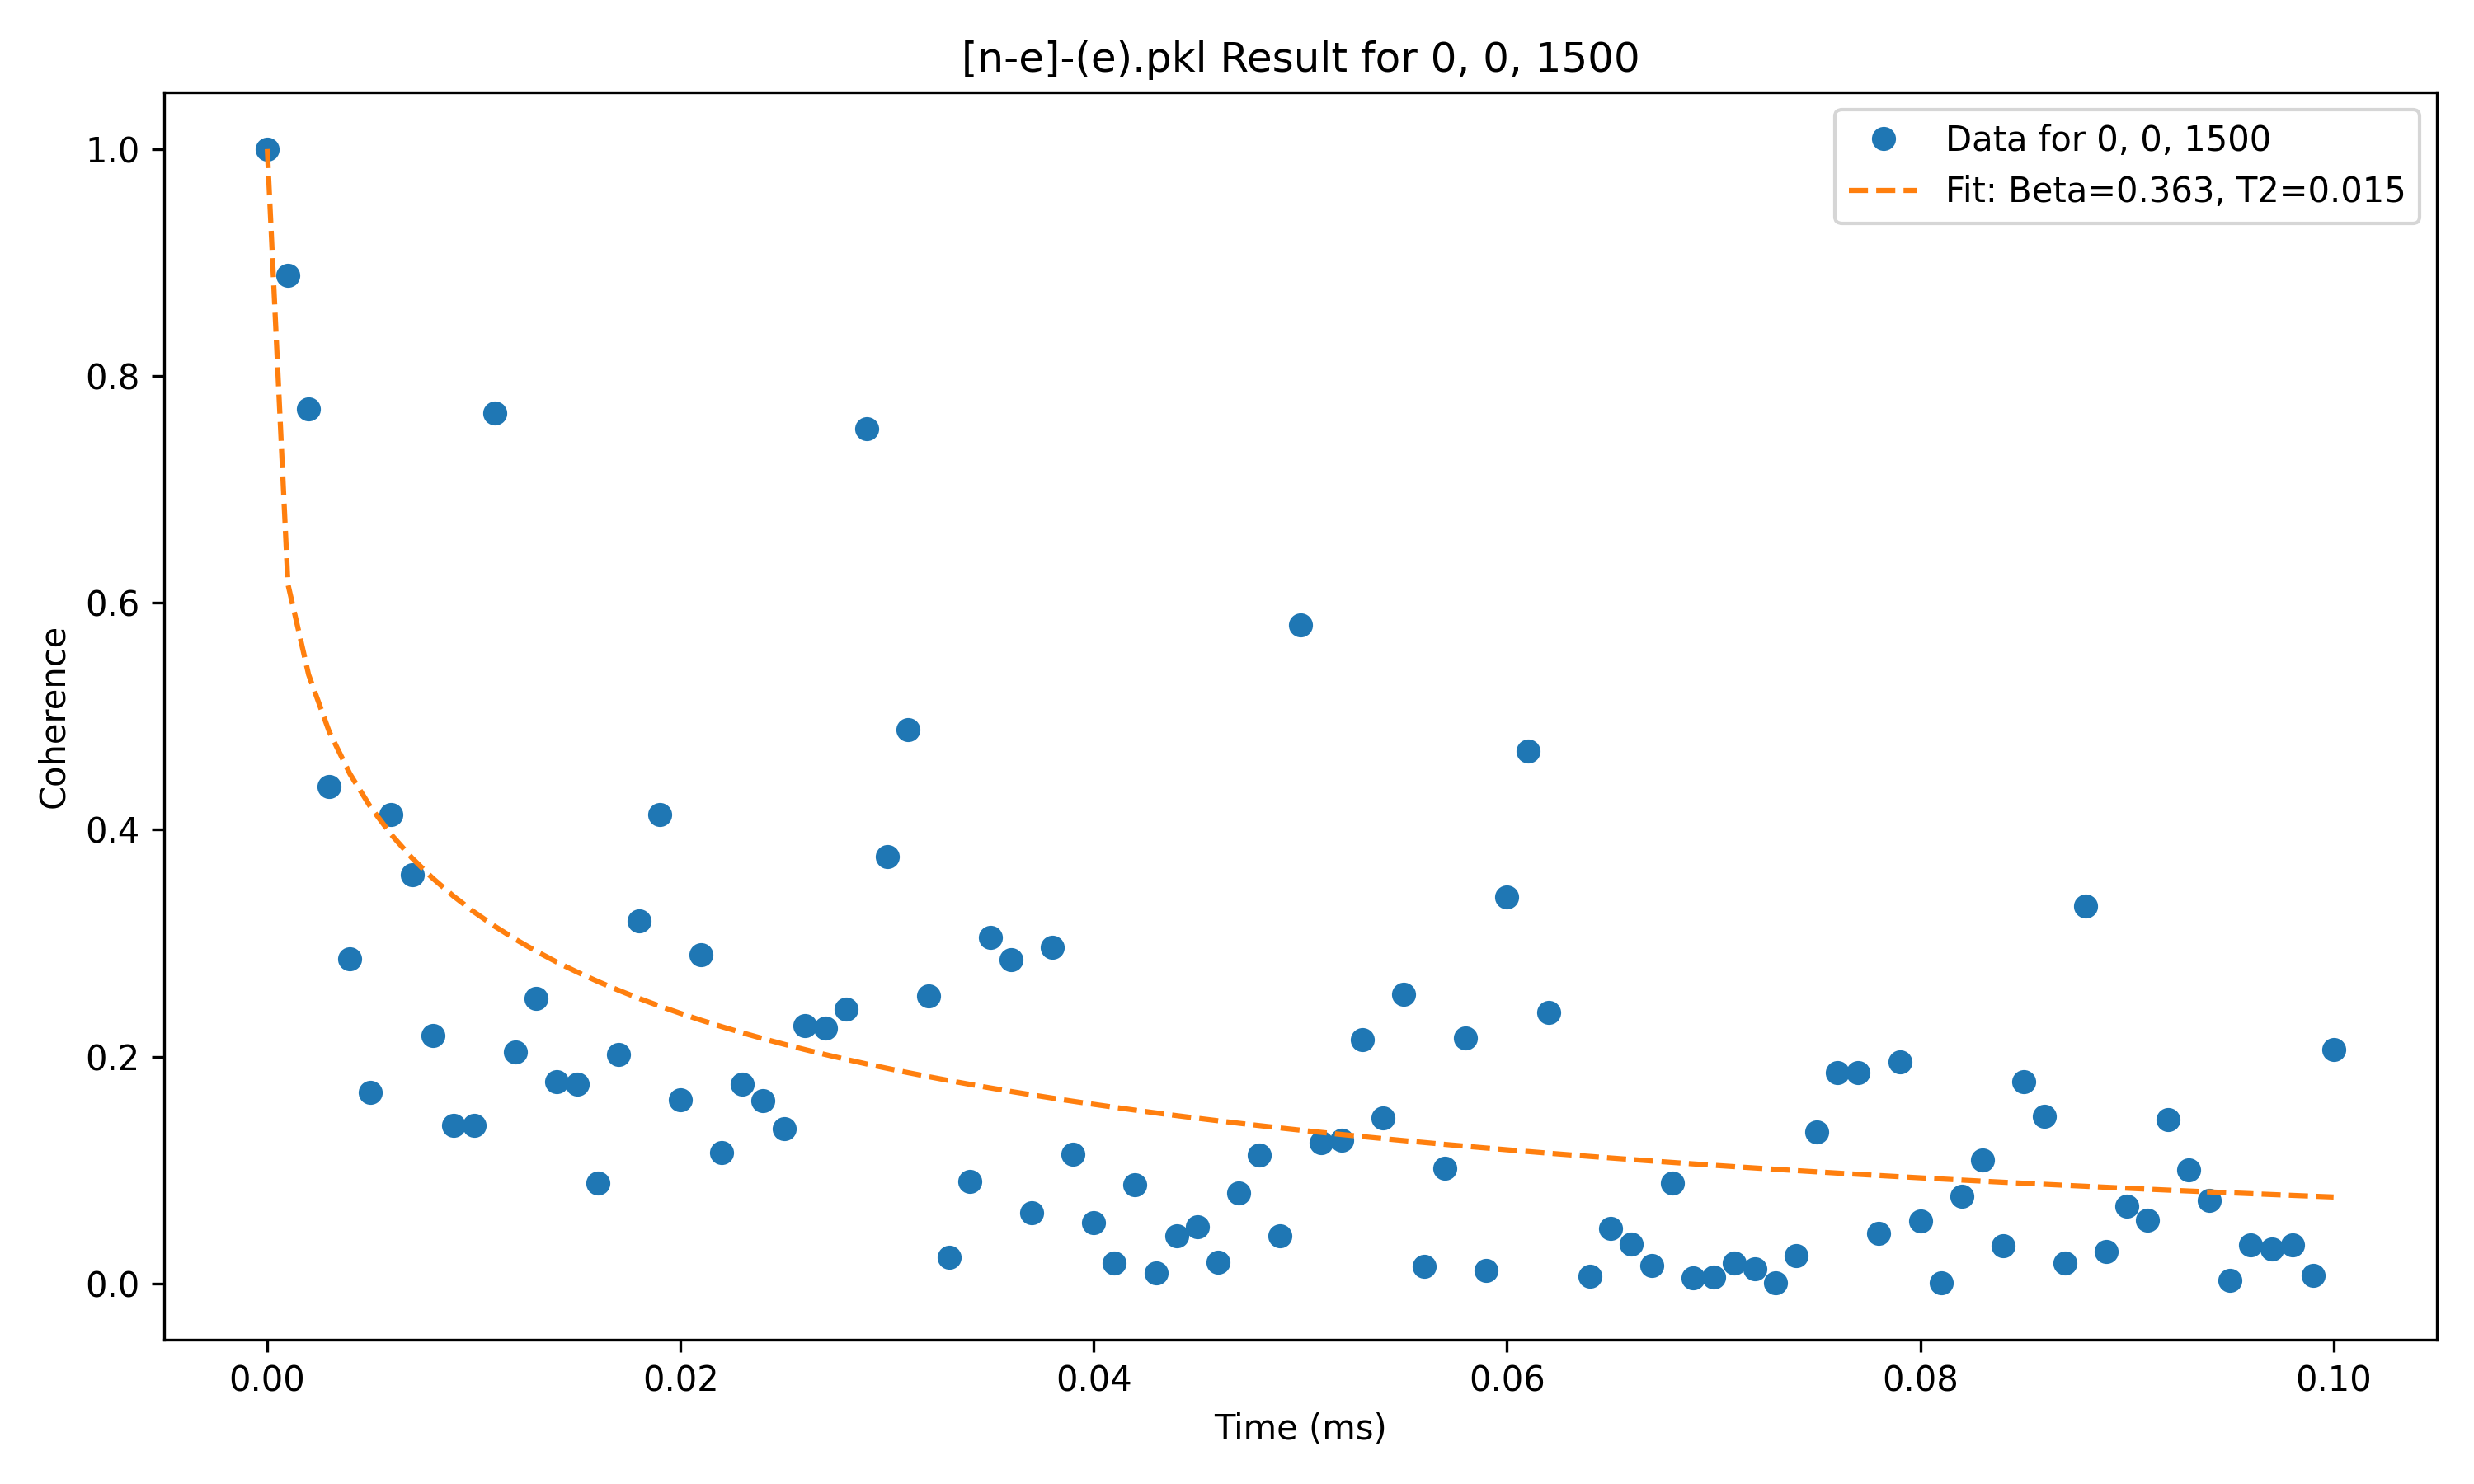 [n-e]-(e).pkl Result for 0, 0, 1500
Data for 0, 0, 1500
Fit: Beta=0.363, T2=0.015
1.0
0.8
0.6
0.4
0.2
0.0
Coherence
0.00
0.02
0.04
0.06
0.08
0.10
Time (ms)